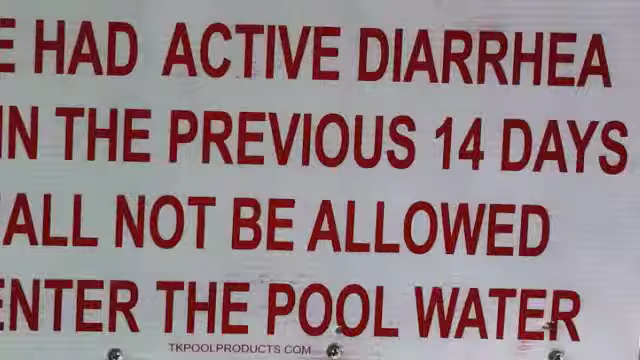 E HAD ACTIVE DIARRHEA
IN THE PREVIOUS 14 DAYS
ALL NOT BE ALLOWED
ENTER THE POOL WATER
TKPOOLPRODUCTS.COM